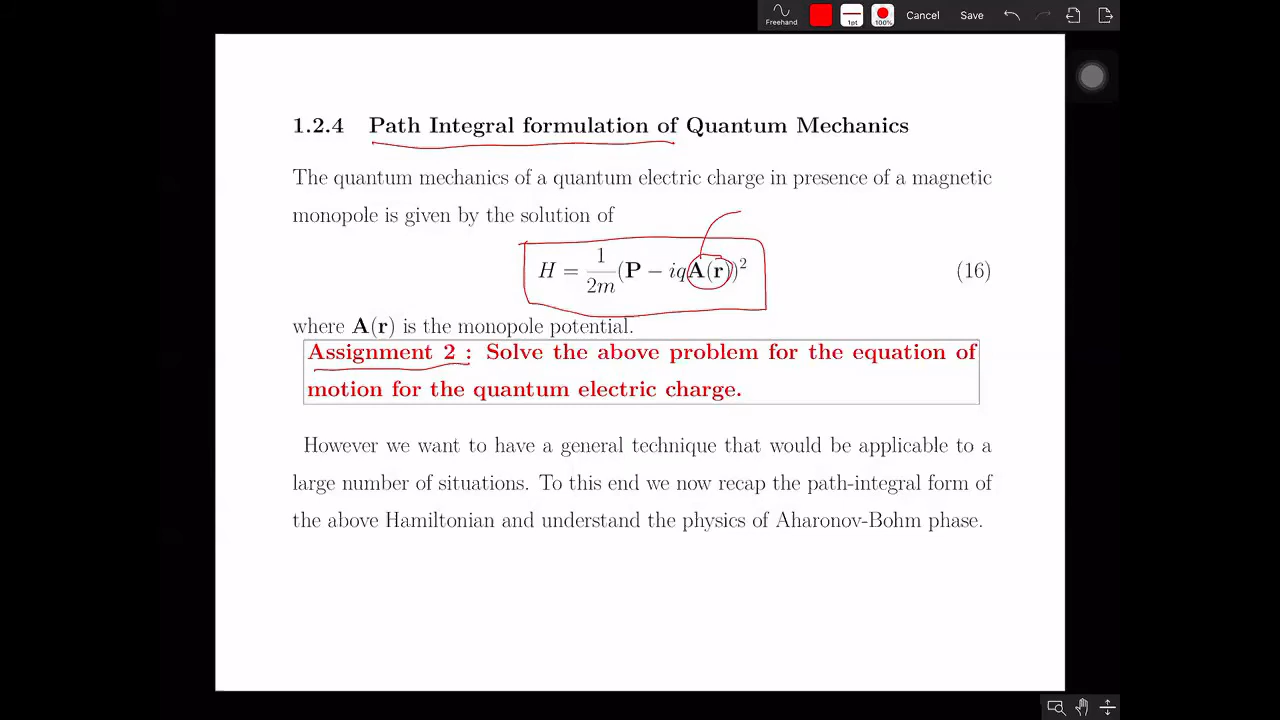 Freehand 1pt 100% Cancel Save
1.2.4 Path Integral formulation of Quantum Mechanics
The quantum mechanics of a quantum electric charge in presence of a magnetic
monopole is given by the solution of
H = \frac{1}{2m}(P − iqA(r))² (16)
where A(r) is the monopole potential.
Assignment 2 : Solve the above problem for the equation of
motion for the quantum electric charge.
However we want to have a general technique that would be applicable to a
large number of situations. To this end we now recap the path-integral form of
the above Hamiltonian and understand the physics of Aharonov-Bohm phase.